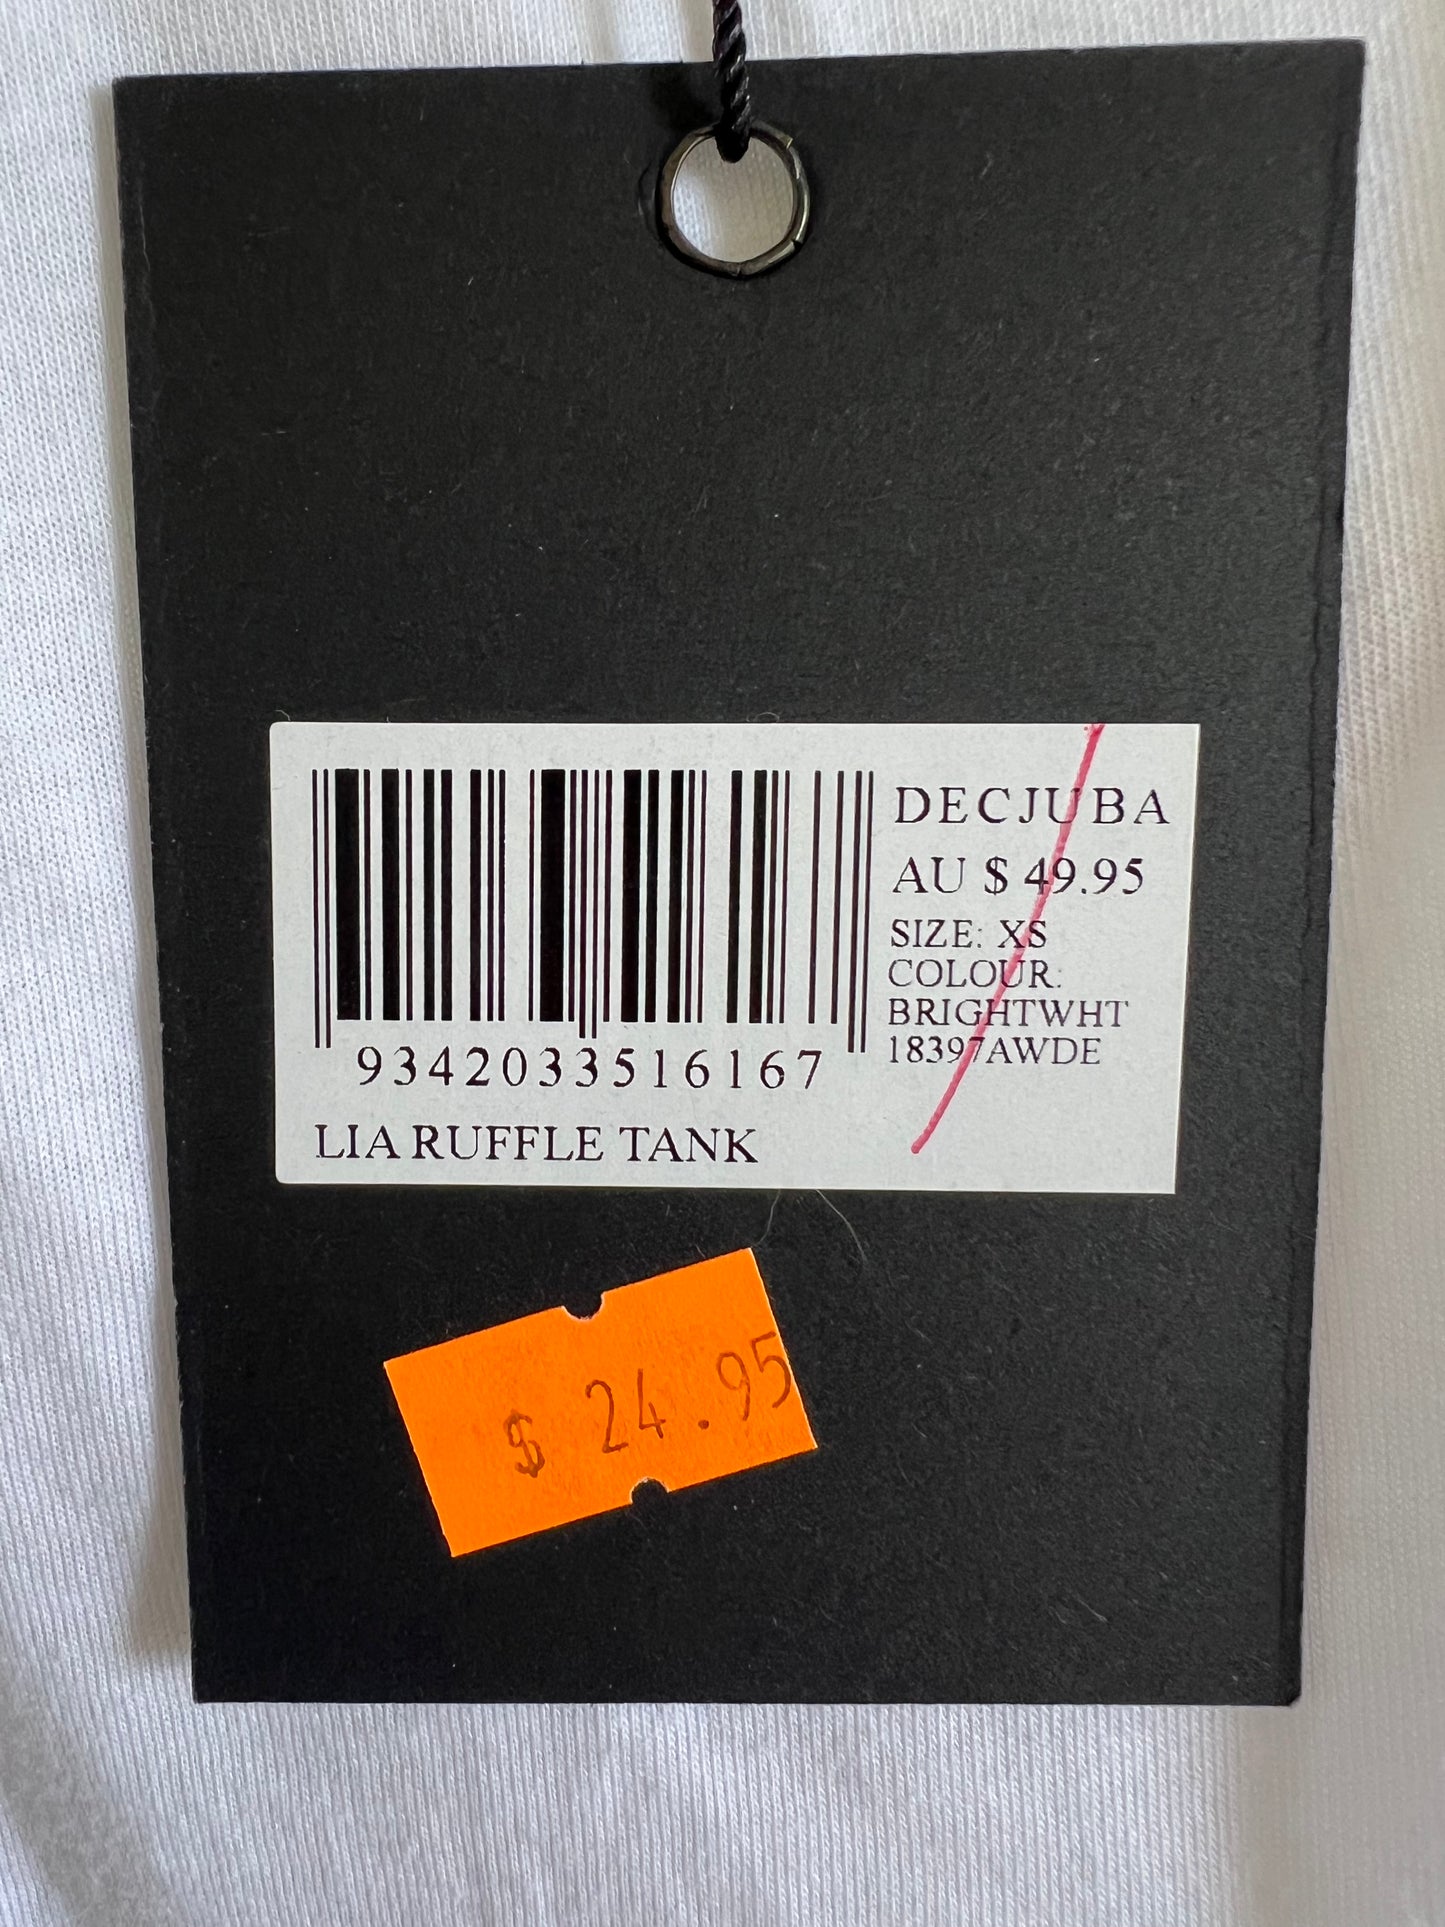 DECJUBA
AU $ 49.95
SIZE: XS
COLOUR:
BRIGHTWHT
18397AWDE
9342033516167
LIA RUFFLE TANK
$ 24.95